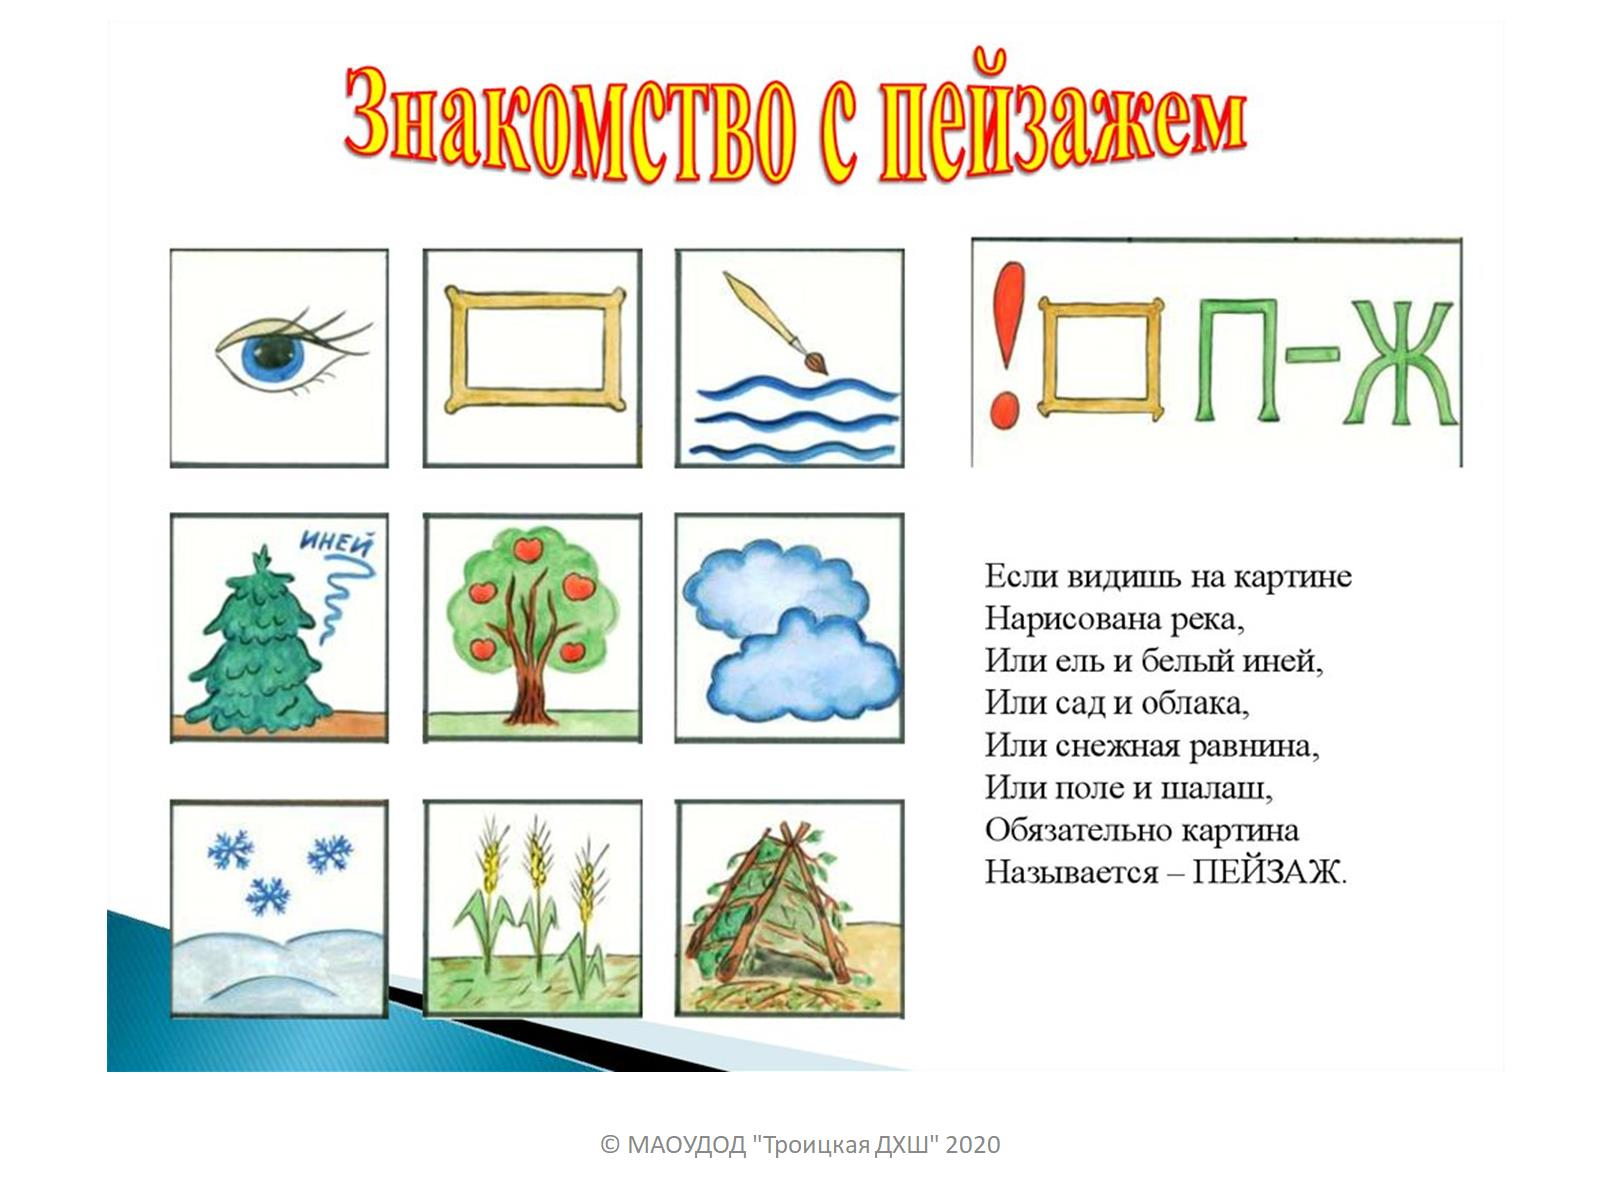 Знакомство с пейзажем
! П-Ж
ИНЕЙ
Если видишь на картине
Нарисована река,
Или ель и белый иней,
Или сад и облака,
Или снежная равнина,
Или поле и шалаш,
Обязательно картина
Называется – ПЕЙЗАЖ.
© МАОУДОД "Троицкая ДХШ" 2020